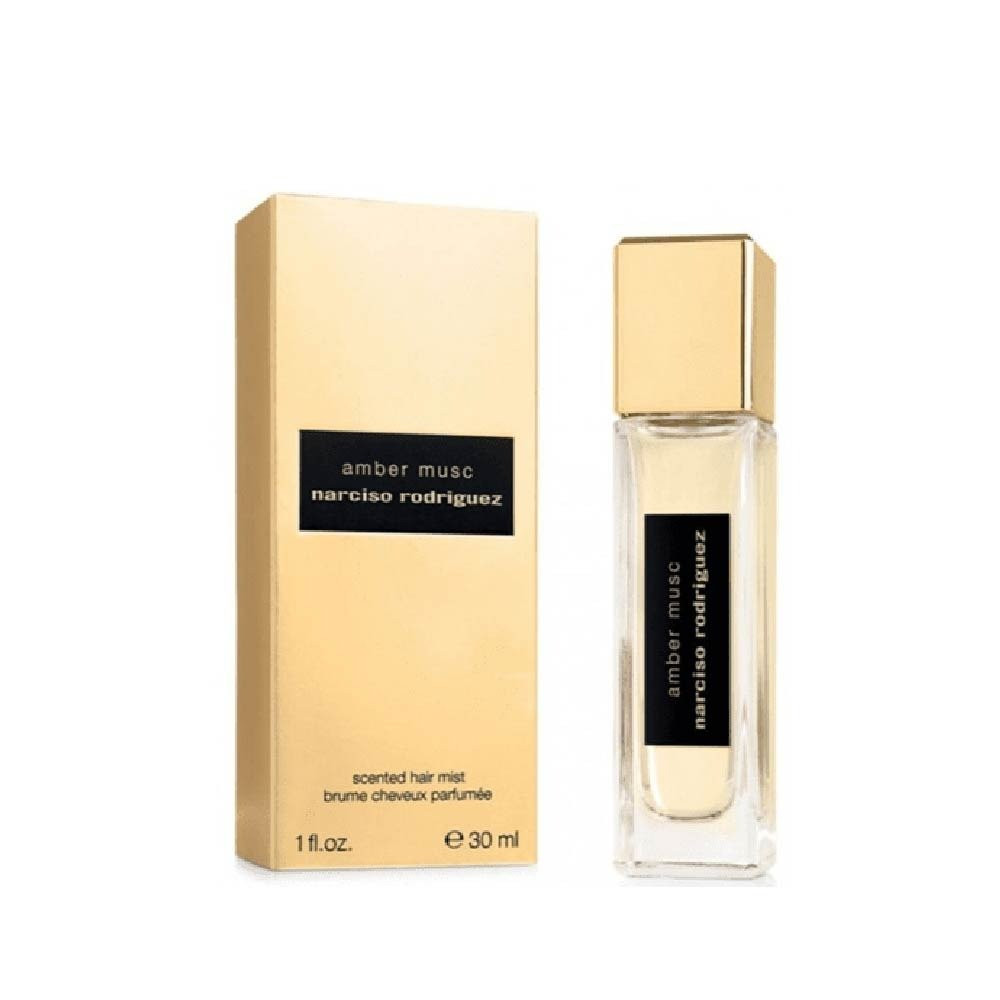 amber musc
narciso rodriguez
scented hair mist
brume cheveux parfumée
1 fl.oz. e 30 ml
amber musc
narciso rodriguez